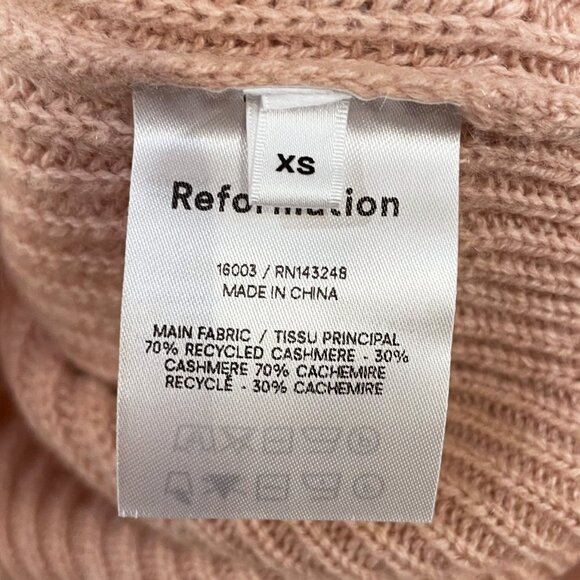 XS
Reformation
16003 / RN143248
MADE IN CHINA
MAIN FABRIC / TISSU PRINCIPAL
70% RECYCLED CASHMERE - 30%
CASHMERE 70% CACHEMIRE
RECYCLÉ - 30% CACHEMIRE